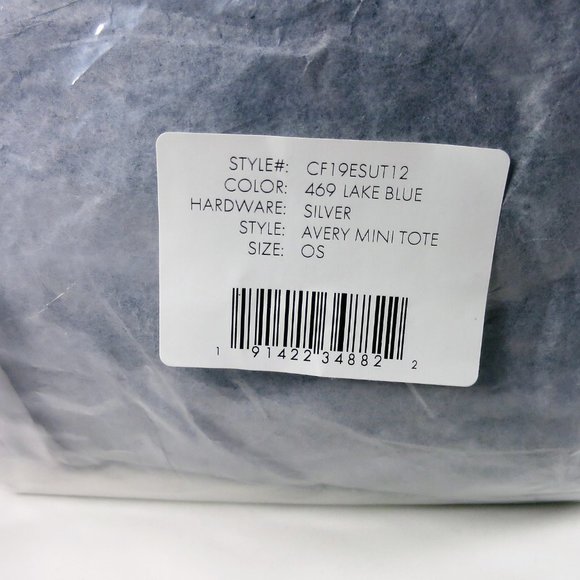 STYLE#: CF19ESUT12
COLOR: 469 LAKE BLUE
HARDWARE: SILVER
STYLE: AVERY MINI TOTE
SIZE: OS
1 91422 34882 2